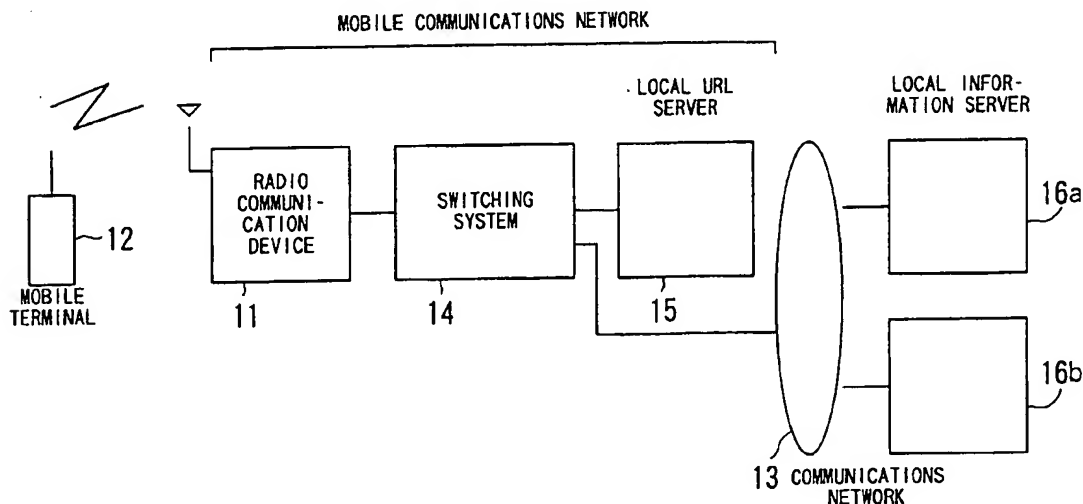 MOBILE COMMUNICATIONS NETWORK
LOCAL URL
SERVER
LOCAL INFOR-
MATION SERVER
RADIO
COMMUNI-
CATION
DEVICE
SWITCHING
SYSTEM
16a
12
MOBILE
TERMINAL
11
14
15
16b
13 COMMUNICATIONS
NETWORK